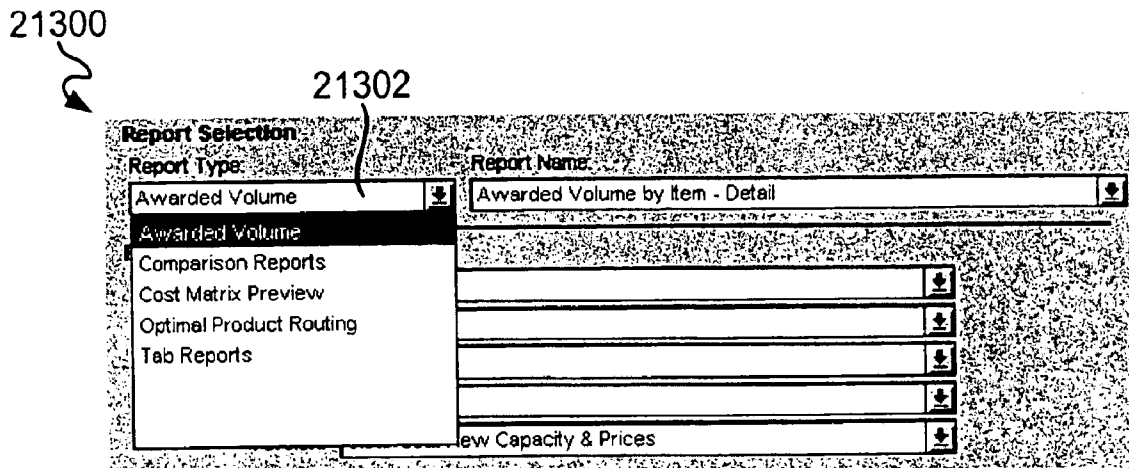 21300
21302
Report Selection
Report Type: Report Name:
Awarded Volume Awarded Volume by Item - Detail
Awarded Volume
Comparison Reports
Cost Matrix Preview
Optimal Product Routing
Tab Reports
Capacity & Prices